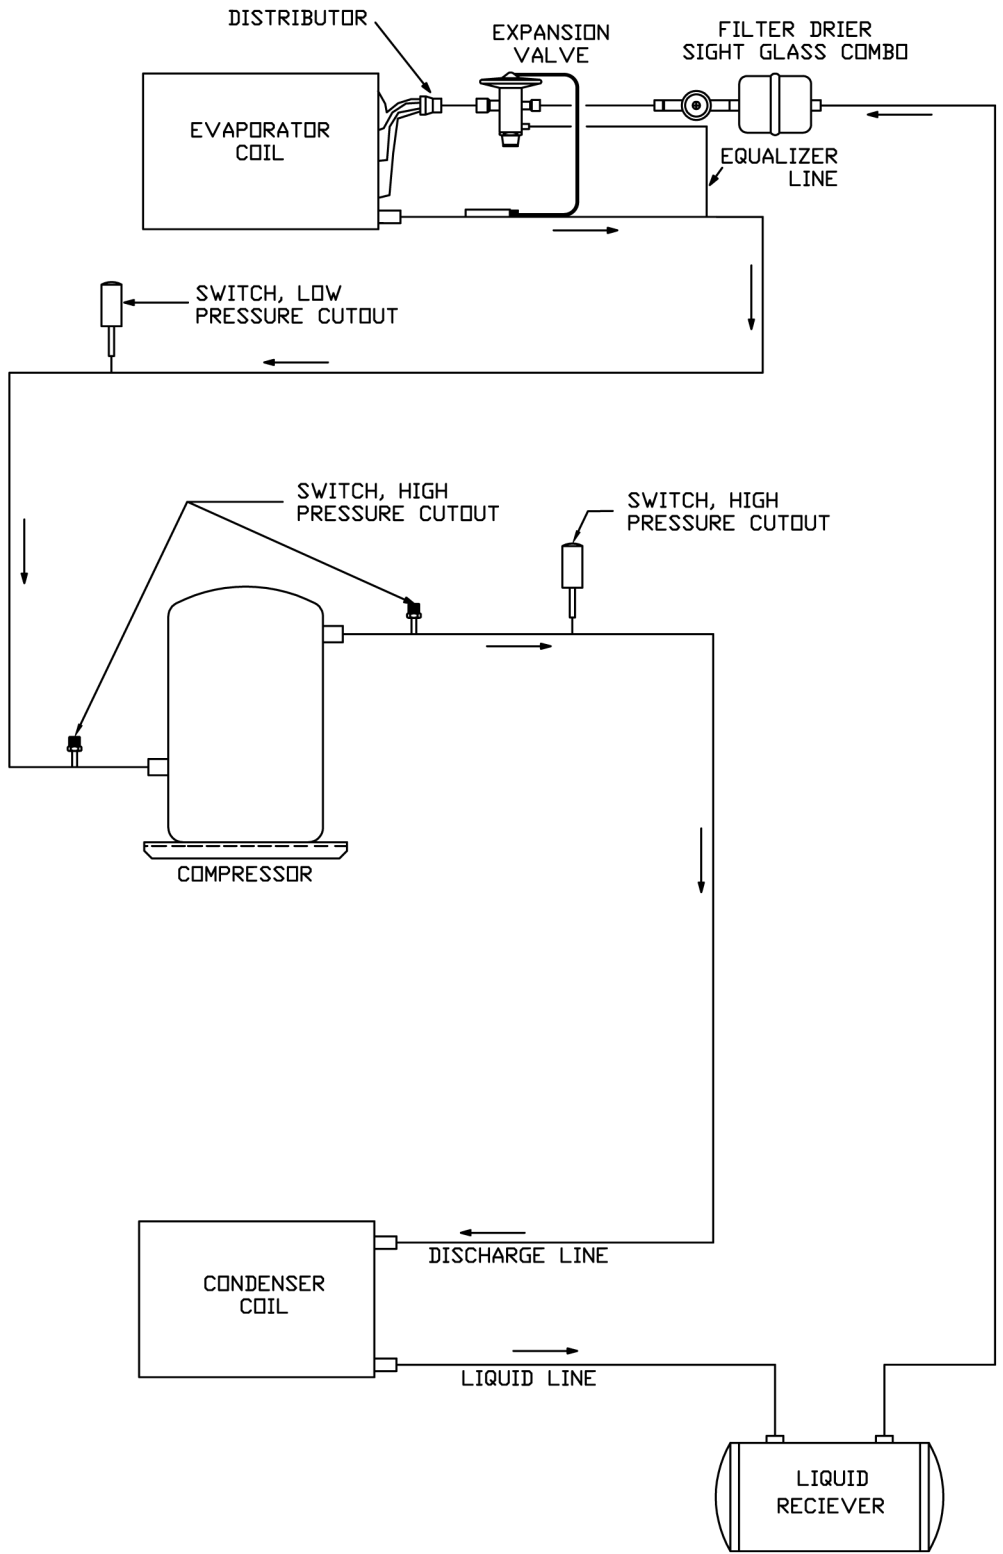 DISTRIBUTOR
EXPANSION
VALVE
FILTER DRIER
SIGHT GLASS COMBO
EVAPORATOR
COIL
EQUALIZER
LINE
SWITCH, LOW
PRESSURE CUTOUT
SWITCH, HIGH
PRESSURE CUTOUT
SWITCH, HIGH
PRESSURE CUTOUT
COMPRESSOR
DISCHARGE LINE
CONDENSER
COIL
LIQUID LINE
LIQUID
RECIEVER